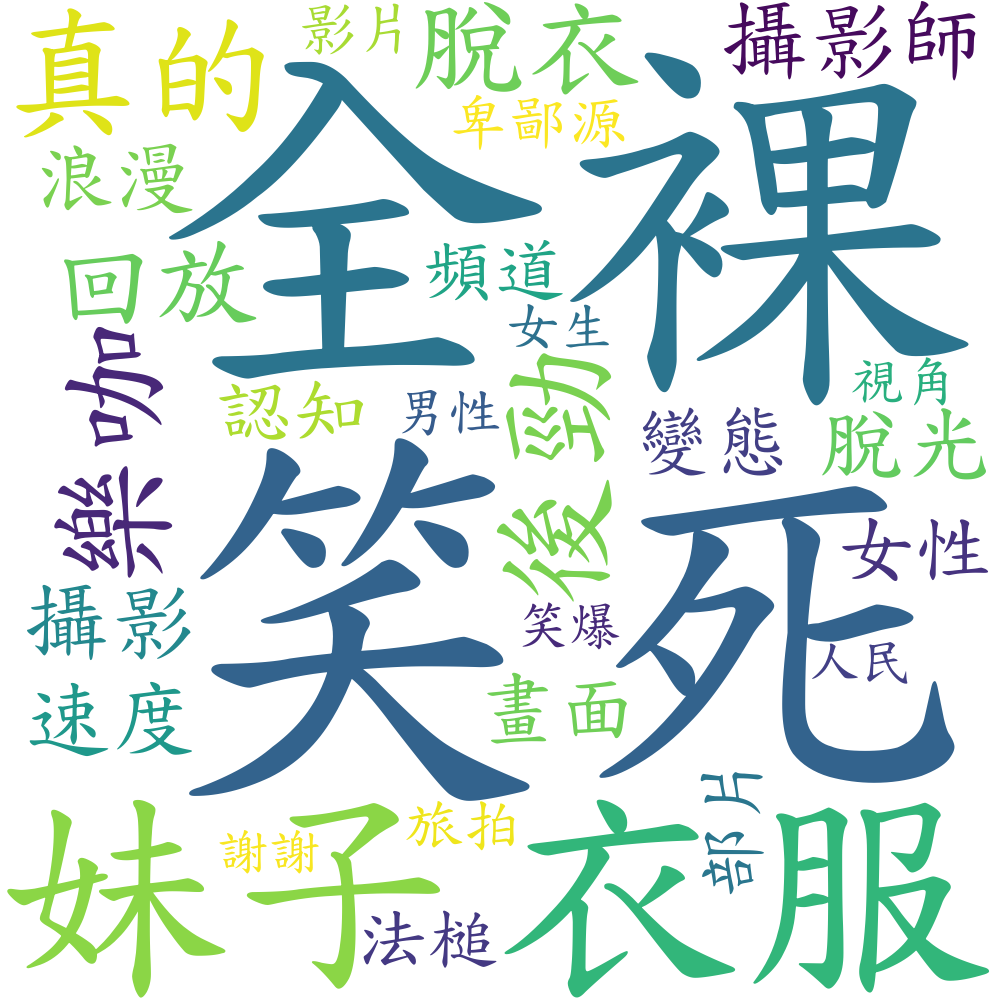 真的
影片
脫衣
攝影師
卑鄙源
浪漫
全裸
回放
頻道
女生
視角
樂咖
認知
男性
後勁
變態
脫光
笑死
女性
攝影
笑爆
人民
速度
畫面
部片
妹子
謝謝
旅拍
衣服
法槌